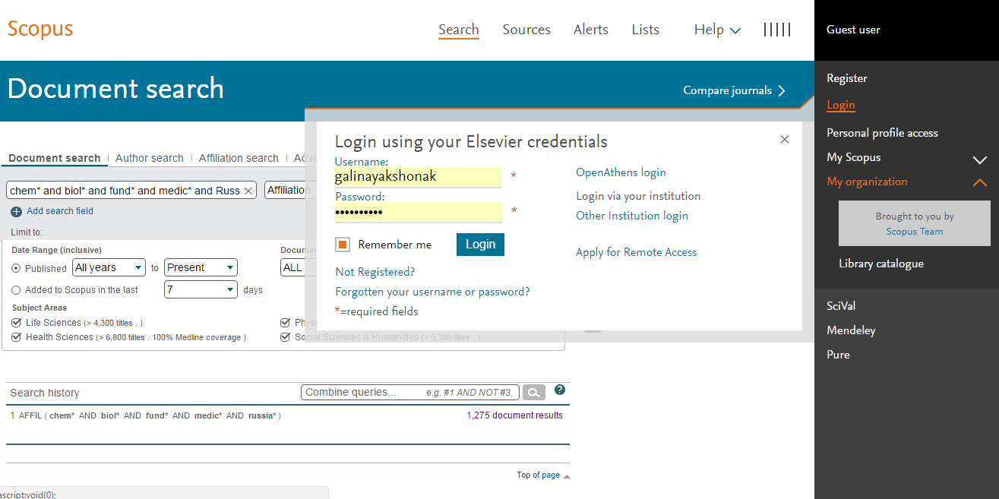 Scopus
Search Sources Alerts Lists Help
Guest user
Document search
Compare journals
Register
Login
Personal profile access
My Scopus
My organization
Brought to you by
Scopus Team
Library catalogue
SciVal
Mendeley
Pure
Login using your Elsevier credentials
Username:
galinayakshonak *
Password:
•••••••••• *
Remember me Login
Not Registered?
Forgotten your username or password?
*=required fields
OpenAthens login
Login via your institution
Other Institution login
Apply for Remote Access
Document search Author search Affiliation search
chem* and biol* and fund* and medic* and Russ Affiliation
Add search field
Limit to:
Date Range (inclusive)
Published All years to Present ALL
Added to Scopus in the last 7 days
Subject Areas
Life Sciences (> 4,300 titles . )
Health Sciences (> 6,800 titles . 100% Medline coverage ) Social Sciences & Humanities (> 5,300 titles . )
Search history Combine queries... e.g. #1 AND NOT #3.
1 AFFIL ( chem* AND biol* AND fund* AND medic* AND russia* ) 1,275 document results
Top of page
ascript:void(0);